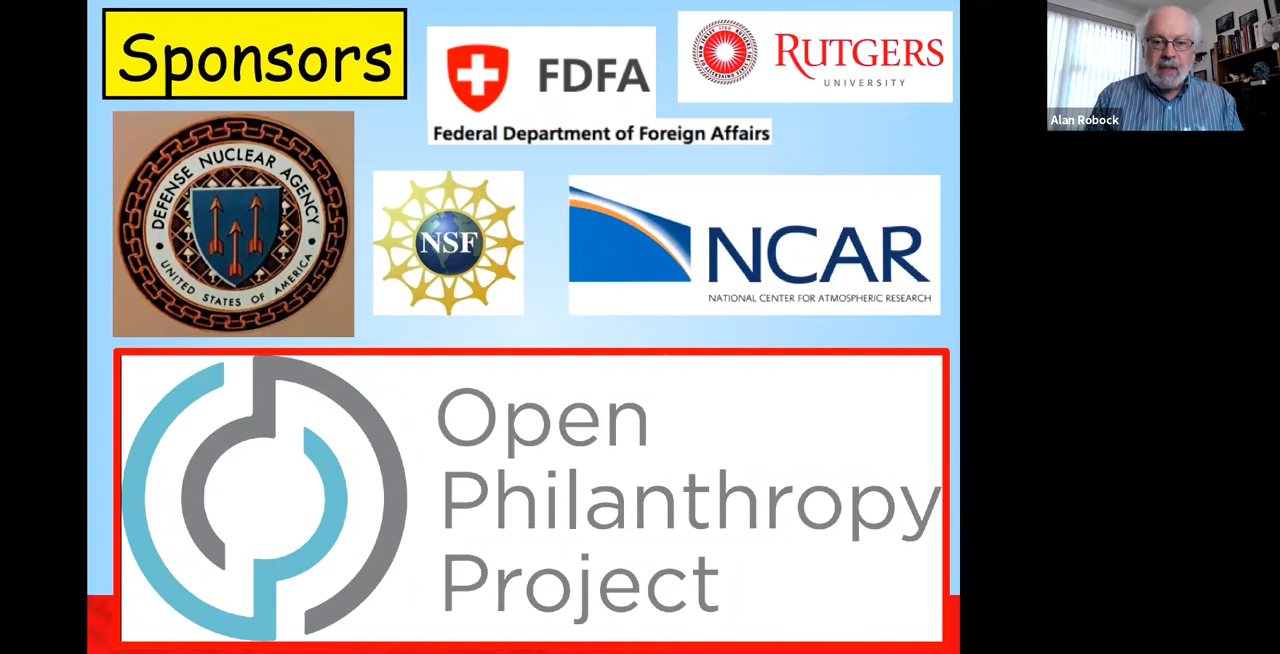 Sponsors
FDFA
Federal Department of Foreign Affairs
RUTGERS
UNIVERSITY
Alan Robock
DEFENSE NUCLEAR AGENCY
UNITED STATES OF AMERICA
NSF
NCAR
NATIONAL CENTER FOR ATMOSPHERIC RESEARCH
Open
Philanthropy
Project